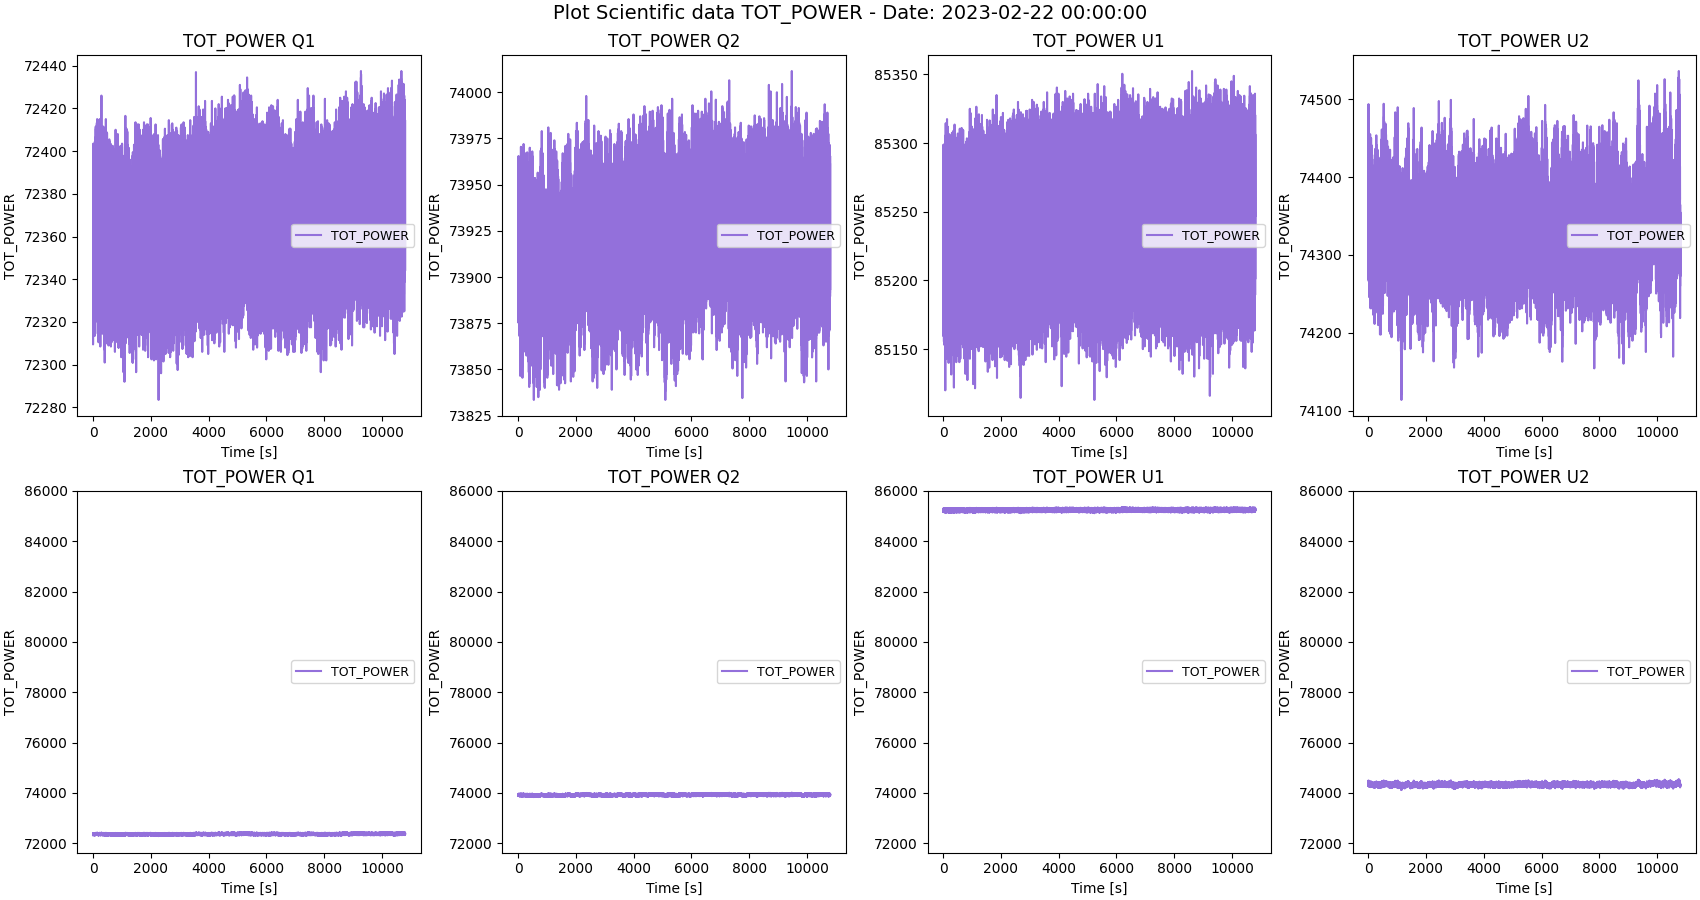 Plot Scientific data TOT_POWER - Date: 2023-02-22 00:00:00
TOT_POWER Q1
TOT_POWER
72440
72420
72400
72380
72360
72340
72320
72300
72280
TOT_POWER
0 2000 4000 6000 8000 10000
Time [s]
TOT_POWER Q2
TOT_POWER
74000
73975
73950
73925
73900
73875
73850
73825
TOT_POWER
0 2000 4000 6000 8000 10000
Time [s]
TOT_POWER U1
TOT_POWER
85350
85300
85250
85200
85150
TOT_POWER
0 2000 4000 6000 8000 10000
Time [s]
TOT_POWER U2
TOT_POWER
74500
74400
74300
74200
74100
TOT_POWER
0 2000 4000 6000 8000 10000
Time [s]
TOT_POWER Q1
TOT_POWER
86000
84000
82000
80000
78000
76000
74000
72000
TOT_POWER
0 2000 4000 6000 8000 10000
Time [s]
TOT_POWER Q2
TOT_POWER
86000
84000
82000
80000
78000
76000
74000
72000
TOT_POWER
0 2000 4000 6000 8000 10000
Time [s]
TOT_POWER U1
TOT_POWER
86000
84000
82000
80000
78000
76000
74000
72000
TOT_POWER
0 2000 4000 6000 8000 10000
Time [s]
TOT_POWER U2
TOT_POWER
86000
84000
82000
80000
78000
76000
74000
72000
TOT_POWER
0 2000 4000 6000 8000 10000
Time [s]